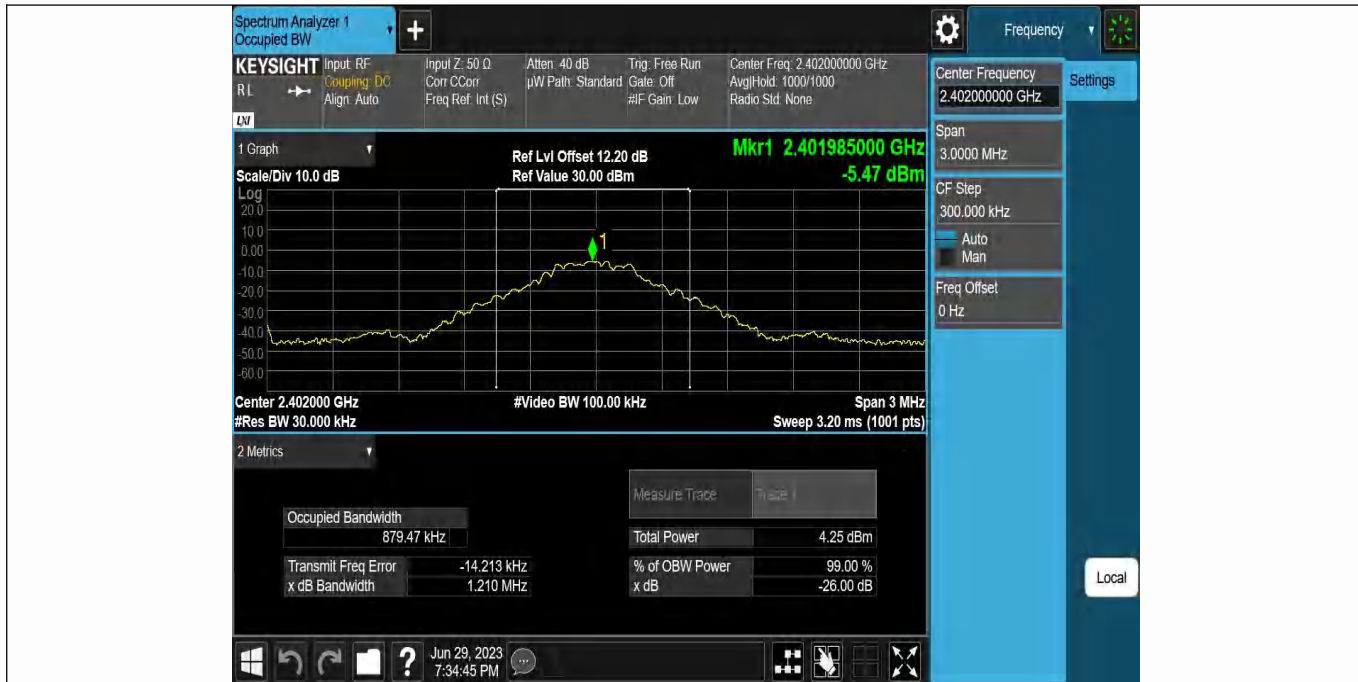 Spectrum Analyzer 1
Occupied BW
+
Frequency
KEYSIGHT
RL
LXI
Input: RF
Coupling: DC
Align: Auto
Input Z: 50 Ω
Corr CCorr
Freq Ref: Int (S)
Atten: 40 dB
µW Path: Standard
Trig: Free Run
Gate: Off
#IF Gain: Low
Center Freq: 2.402000000 GHz
Avg|Hold: 1000/1000
Radio Std: None
Center Frequency
2.402000000 GHz
Settings
Span
3.0000 MHz
CF Step
300.000 kHz
Auto
Man
Freq Offset
0 Hz
1 Graph
Scale/Div 10.0 dB
Ref Lvl Offset 12.20 dB
Ref Value 30.00 dBm
Mkr1 2.401985000 GHz
-5.47 dBm
Log
20.0
10.0
0.00
-10.0
-20.0
-30.0
-40.0
-50.0
-60.0
1
Center 2.402000 GHz
#Video BW 100.00 kHz
Span 3 MHz
#Res BW 30.000 kHz
Sweep 3.20 ms (1001 pts)
2 Metrics
Measure Trace
Trace 1
Occupied Bandwidth
879.47 kHz
Total Power
4.25 dBm
Transmit Freq Error
-14.213 kHz
% of OBW Power
99.00 %
x dB Bandwidth
1.210 MHz
x dB
-26.00 dB
Local
?
Jun 29, 2023
7:34:45 PM